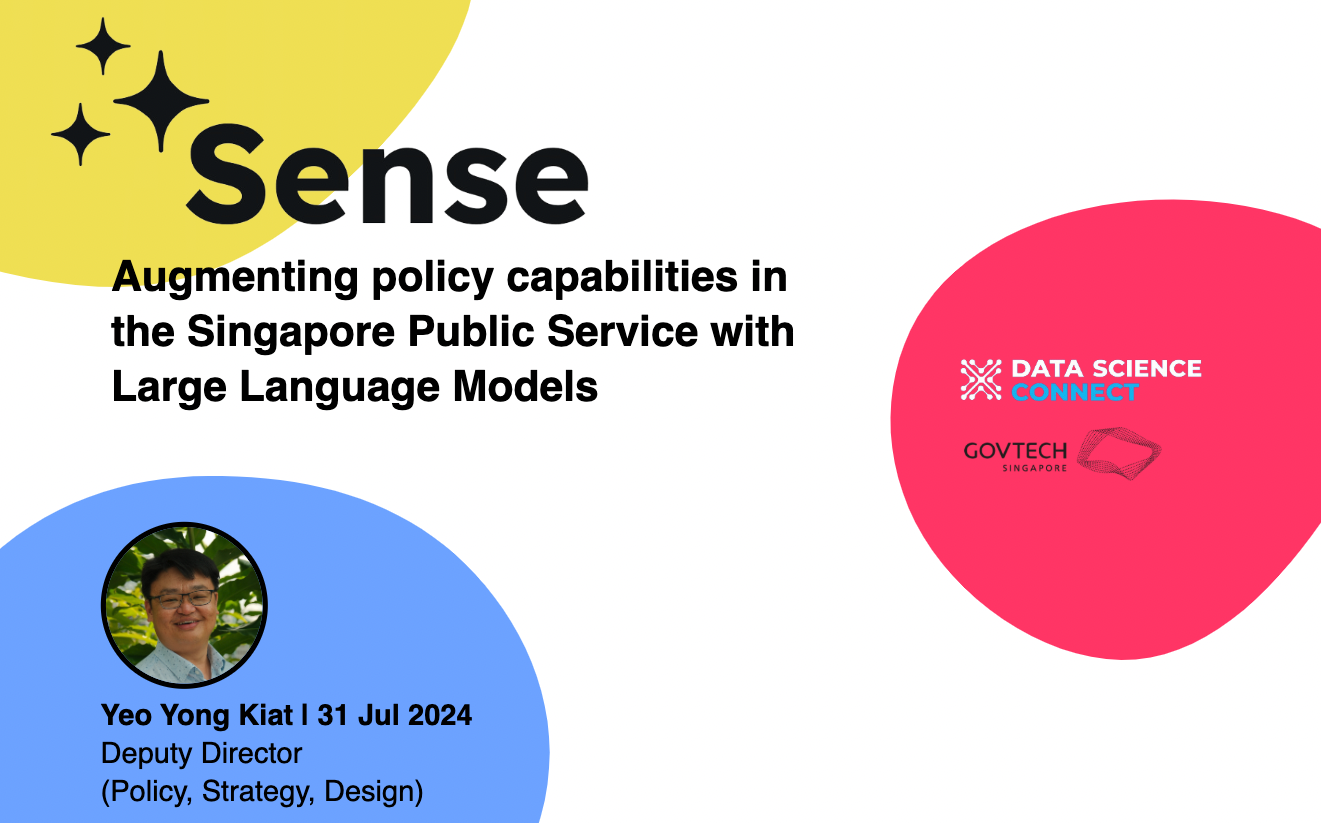 Sense
Augmenting policy capabilities in
the Singapore Public Service with
Large Language Models
DATA SCIENCE
CONNECT
GOVTECH
SINGAPORE
Yeo Yong Kiat | 31 Jul 2024
Deputy Director
(Policy, Strategy, Design)